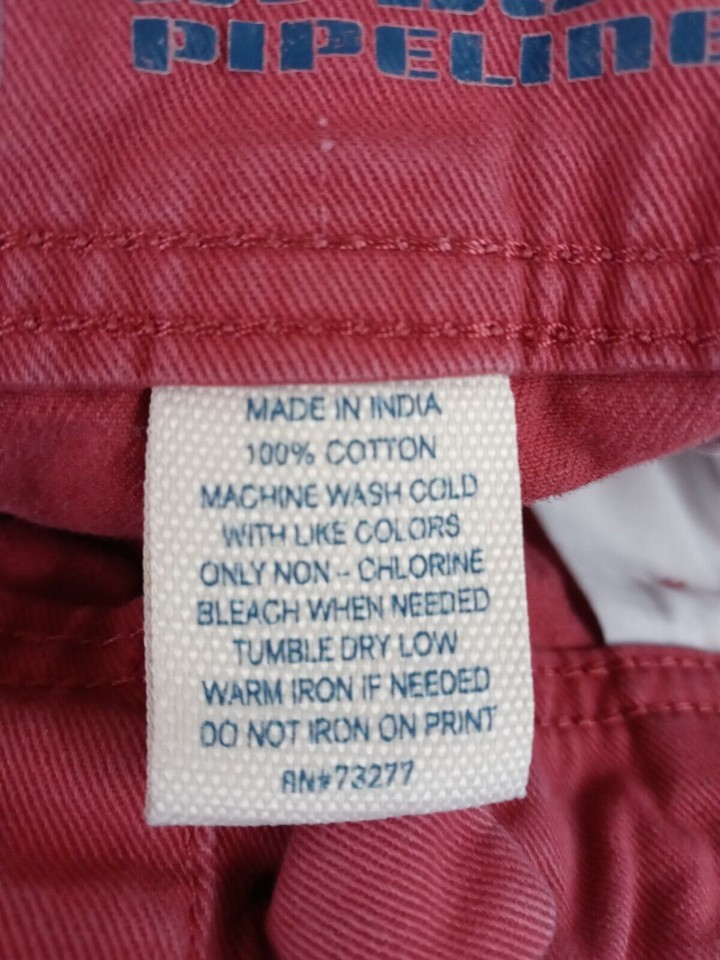 PIPELINE
MADE IN INDIA
100% COTTON
MACHINE WASH COLD
WITH LIKE COLORS
ONLY NON - CHLORINE
BLEACH WHEN NEEDED
TUMBLE DRY LOW
WARM IRON IF NEEDED
DO NOT IRON ON PRINT
RN#73277